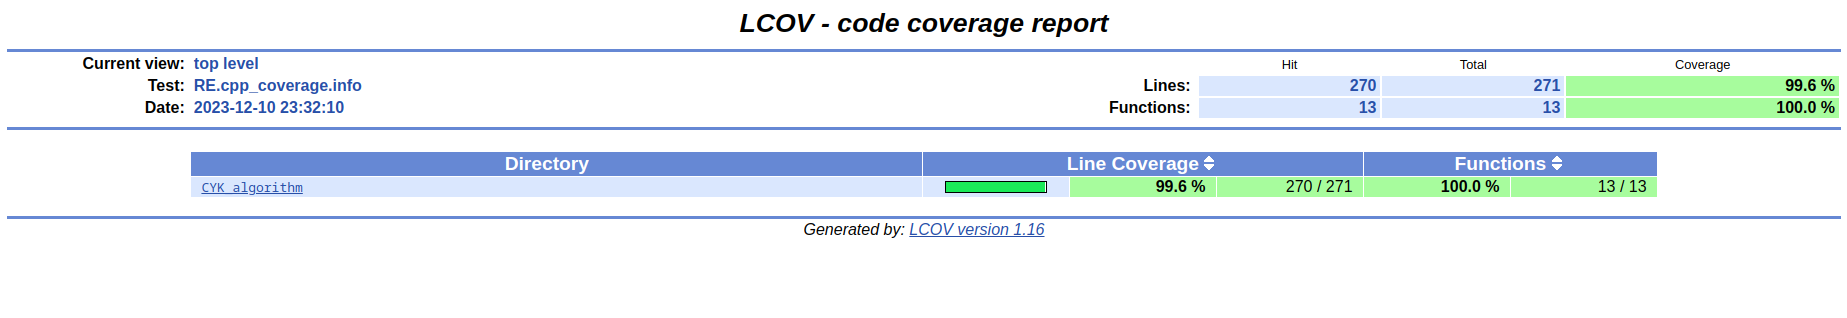 LCOV - code coverage report
Current view: top level
Hit Total Coverage
Test: RE.cpp_coverage.info Lines: 270 271 99.6 %
Date: 2023-12-10 23:32:10 Functions: 13 13 100.0 %
Directory Line Coverage Functions
CYK_algorithm 99.6 % 270 / 271 100.0 % 13 / 13
Generated by: LCOV version 1.16